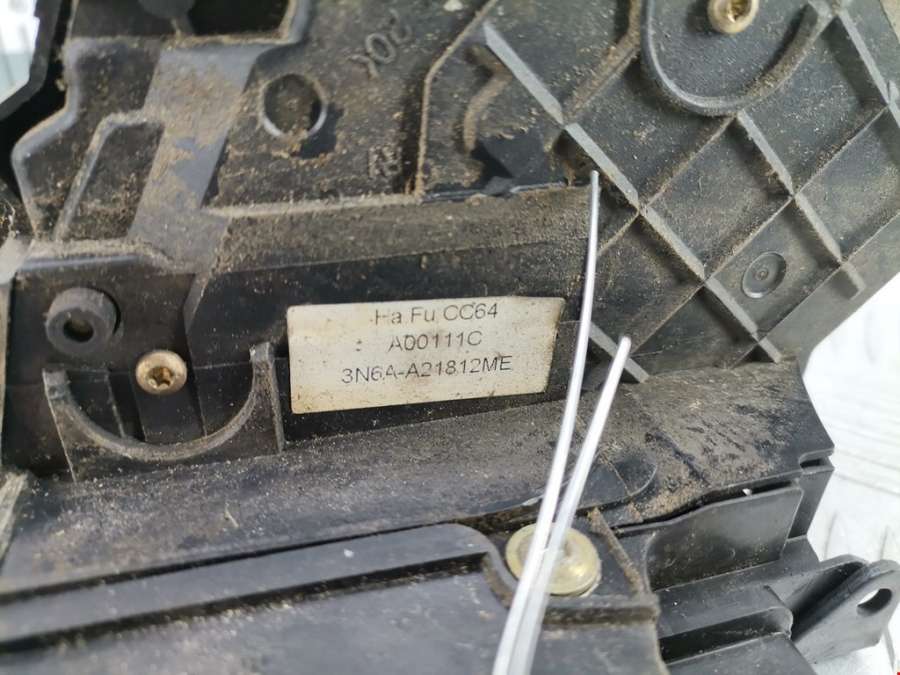 Ha.Fu.CC64
: A00111C
3N6A-A21812ME